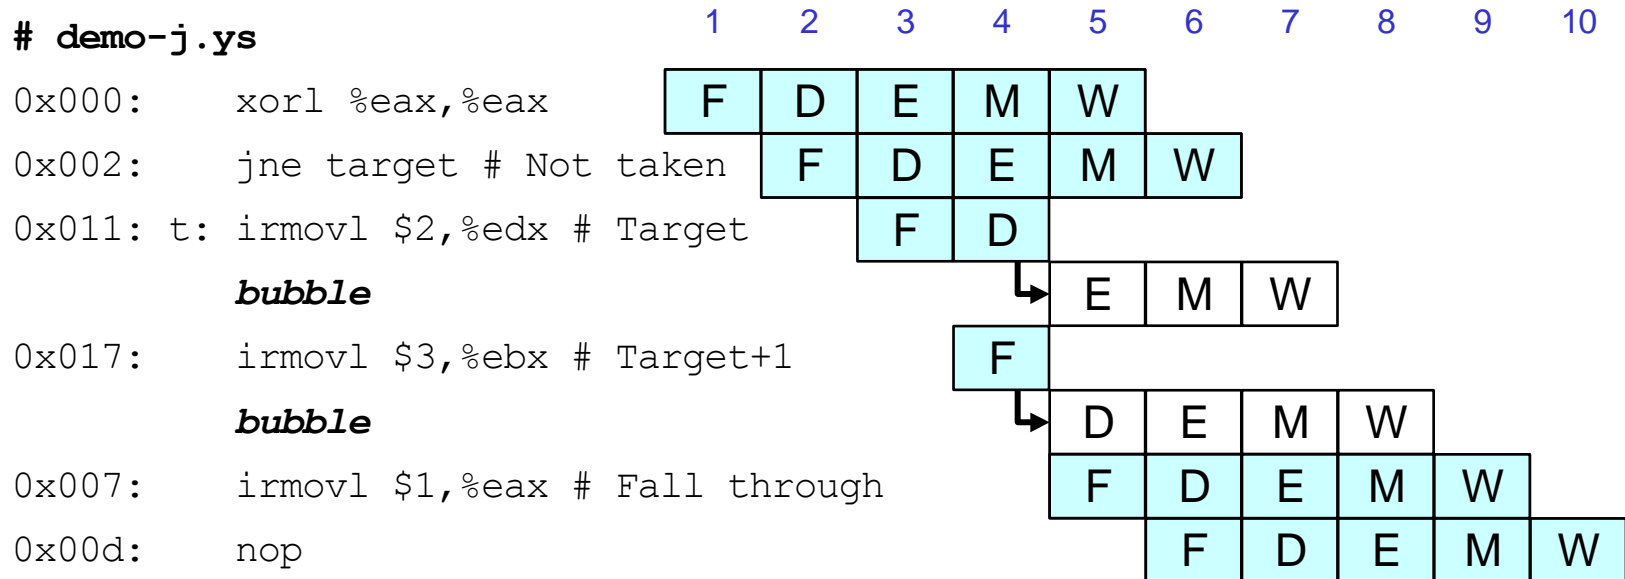 1 2 3 4 5 6 7 8 9 10
# demo-j.ys
0x000: xorl %eax,%eax F D E M W
0x002: jne target # Not taken F D E M W
0x011: t: irmovl $2,%edx # Target F D
bubble E M W
0x017: irmovl $3,%ebx # Target+1 F
bubble D E M W
0x007: irmovl $1,%eax # Fall through F D E M W
0x00d: nop F D E M W